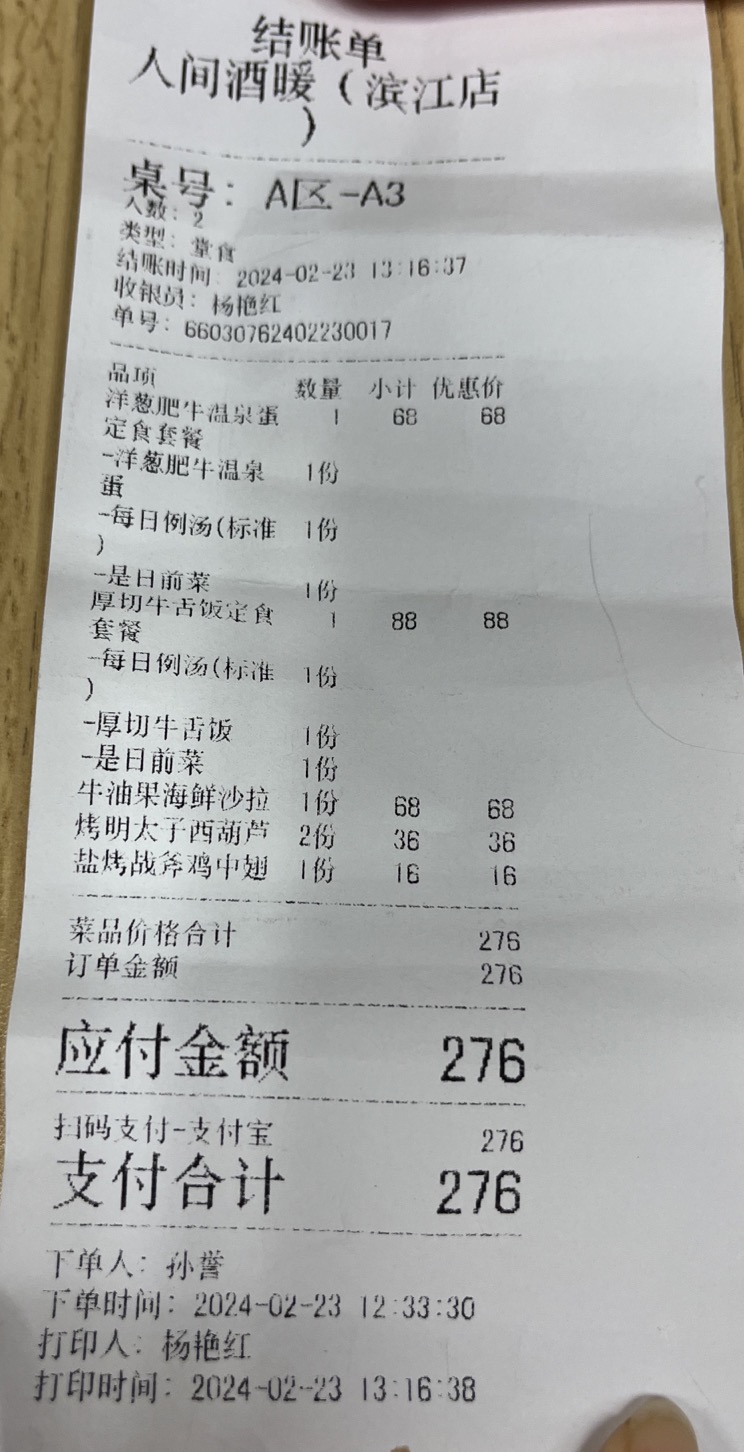 结账单
人间酒暖（滨江店
）
桌号：A区-A3
人数：2
类型：堂食
结账时间：2024-02-23 13:16:37
收银员：杨艳红
单号：66030762402230017
品项 数量 小计 优惠价
洋葱肥牛温泉蛋 1 68 68
定食套餐
-洋葱肥牛温泉 1份
蛋
-每日例汤(标准 1份
)
-是日前菜 1份
厚切牛舌饭定食 1 88 88
套餐
-每日例汤(标准 1份
)
-厚切牛舌饭 1份
-是日前菜 1份
牛油果海鲜沙拉 1份 68 68
烤明太子西葫芦 2份 36 36
盐烤战斧鸡中翅 1份 16 16
菜品价格合计 276
订单金额 276
应付金额 276
扫码支付-支付宝 276
支付合计 276
下单人：孙誉
下单时间：2024-02-23 12:33:30
打印人：杨艳红
打印时间：2024-02-23 13:16:38